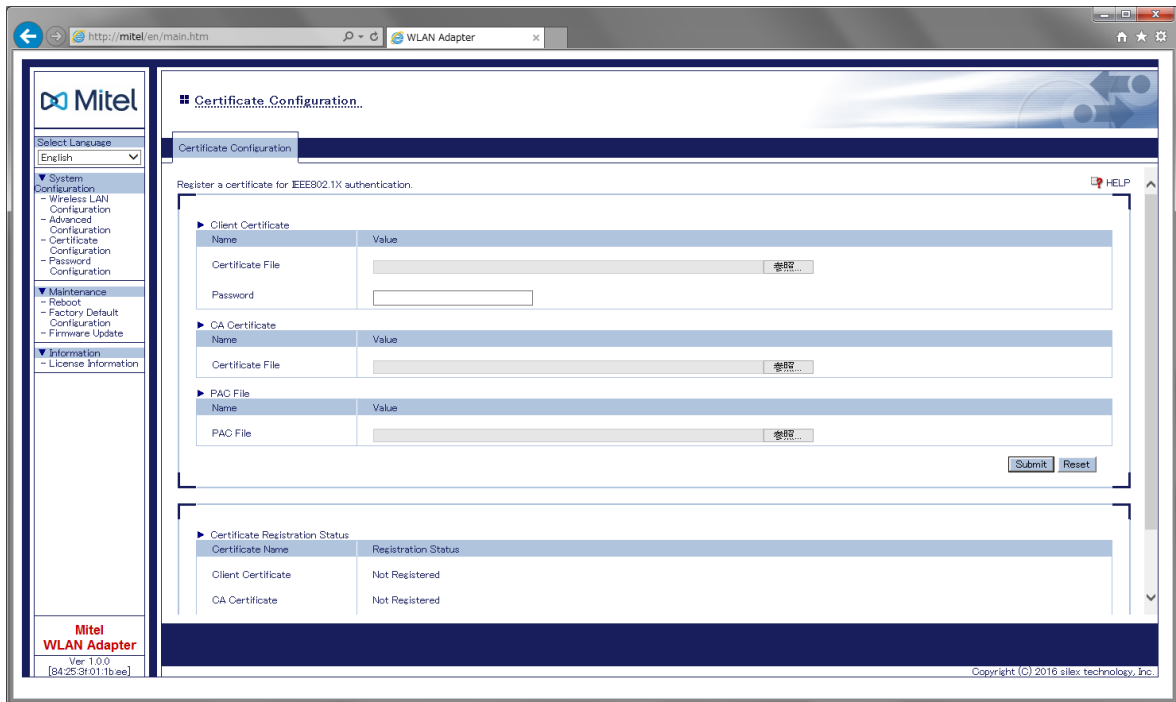 http://mitel/en/main.htm
WLAN Adapter
Mitel
Certificate Configuration
Select Language
English
▼ System
Configuration
- Wireless LAN
Configuration
- Advanced
Configuration
- Certificate
Configuration
- Password
Configuration
▼ Maintenance
- Reboot
- Factory Default
Configuration
- Firmware Update
▼ Information
- License Information
Mitel
WLAN Adapter
Ver 1.0.0
[84:25:3f:01:1b:ee]
Certificate Configuration
Register a certificate for IEEE802.1X authentication.
HELP
▶ Client Certificate
Name Value
Certificate File 参照...
Password
▶ CA Certificate
Name Value
Certificate File 参照...
▶ PAC File
Name Value
PAC File 参照...
Submit Reset
▶ Certificate Registration Status
Certificate Name Registration Status
Client Certificate Not Registered
CA Certificate Not Registered
Copyright (C) 2016 silex technology, Inc.